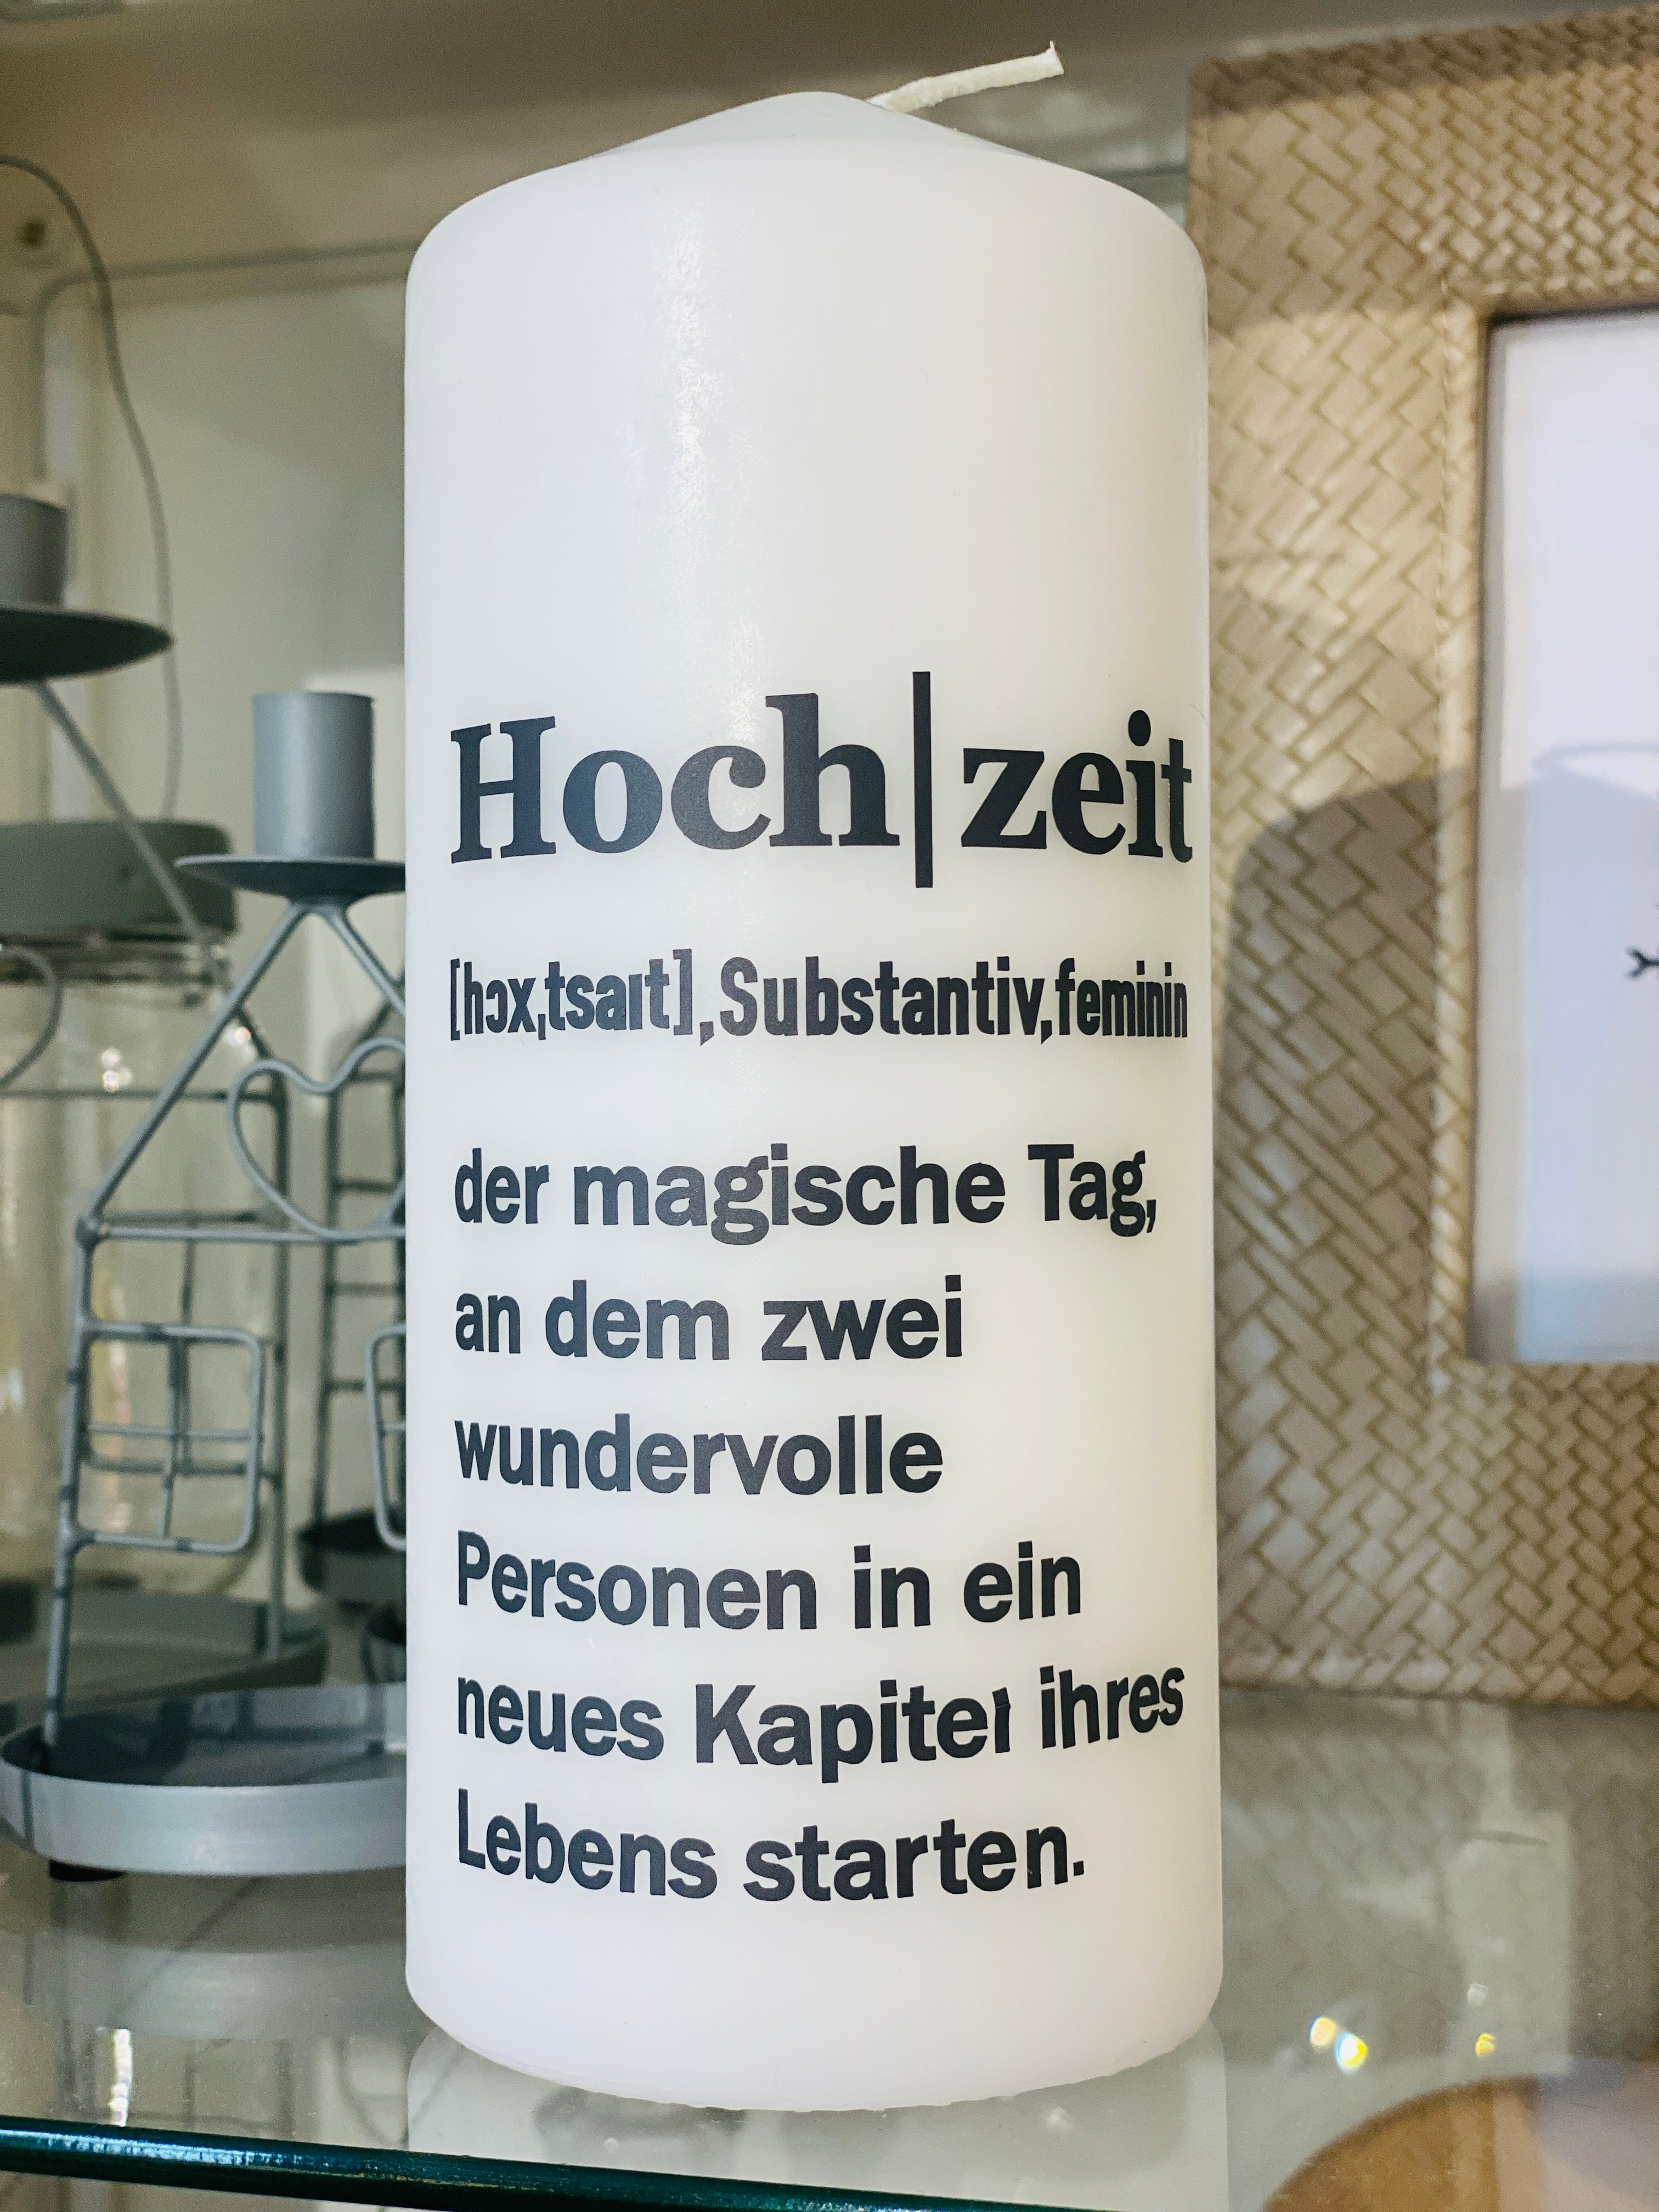 Hoch|zeit
[hɔx‚tsaɪt],Substantiv,feminin
der magische Tag,
an dem zwei
wundervolle
Personen in ein
neues Kapitel ihres
Lebens starten.